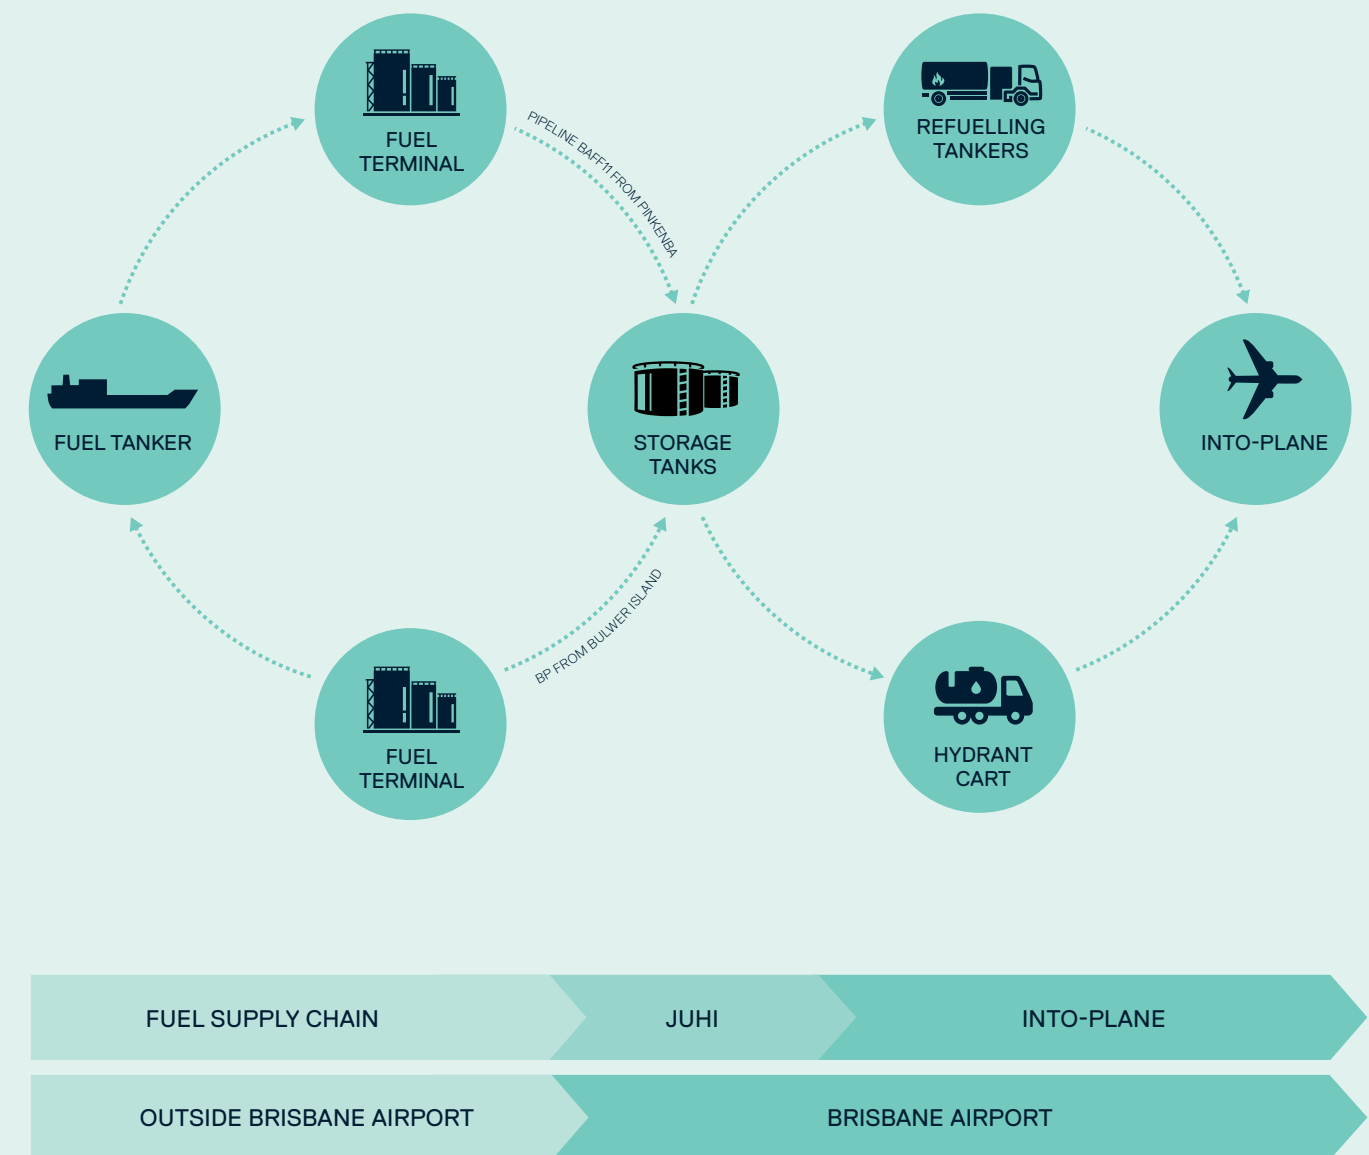 FUEL
TERMINAL
PIPELINE BAFF11 FROM PINKENBA
REFUELLING
TANKERS
FUEL TANKER
STORAGE
TANKS
INTO-PLANE
BP FROM BULWER ISLAND
FUEL
TERMINAL
HYDRANT
CART
FUEL SUPPLY CHAIN
JUHI
INTO-PLANE
OUTSIDE BRISBANE AIRPORT
BRISBANE AIRPORT